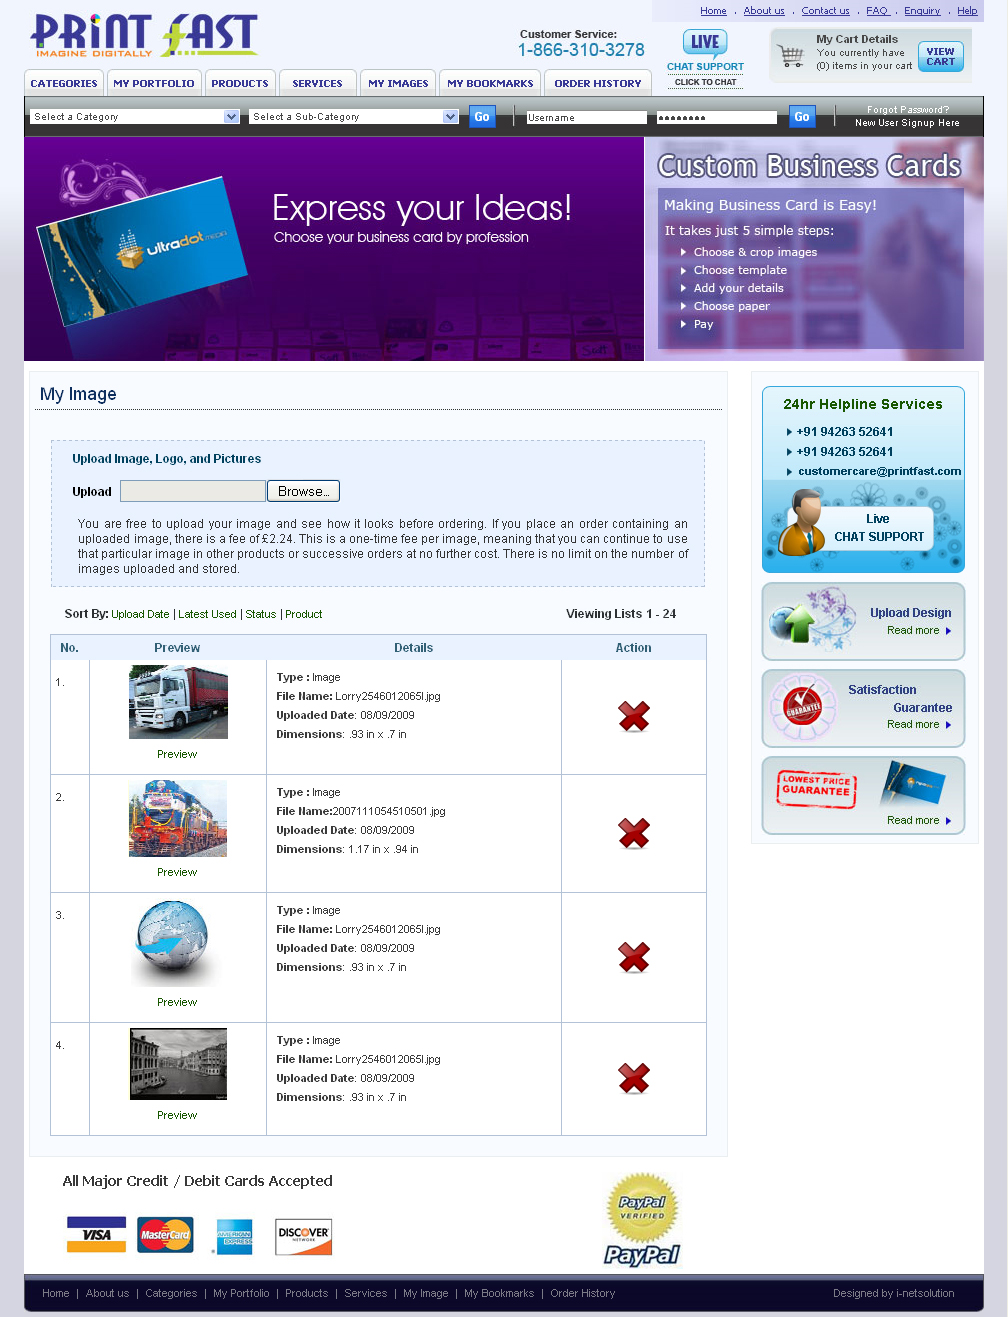 PRINT FAST
IMAGINE DIGITALLY
Home . About us . Contact us . FAQ . Enquiry . Help
Customer Service:
1-866-310-3278
LIVE
CHAT SUPPORT
CLICK TO CHAT
My Cart Details
You currently have
(0) items in your cart
VIEW CART
CATEGORIES
MY PORTFOLIO
PRODUCTS
SERVICES
MY IMAGES
MY BOOKMARKS
ORDER HISTORY
Select a Category
Select a Sub-Category
Go
Username
••••••••
Go
Forgot Password?
New User Signup Here
ultradot media
Express your Ideas!
Choose your business card by profession
Custom Business Cards
Making Business Card is Easy!
It takes just 5 simple steps:
Choose & crop images
Choose template
Add your details
Choose paper
Pay
My Image
Upload Image, Logo, and Pictures
Upload
Browse...
You are free to upload your image and see how it looks before ordering. If you place an order containing an
uploaded image, there is a fee of £2.24. This is a one-time fee per image, meaning that you can continue to use
that particular image in other products or successive orders at no further cost. There is no limit on the number of
images uploaded and stored.
Sort By: Upload Date | Latest Used | Status | Product
Viewing Lists 1 - 24
No.
Preview
Details
Action
1.
Preview
Type : Image
File Name: Lorry2546012065l.jpg
Uploaded Date: 08/09/2009
Dimensions: .93 in x .7 in
2.
Preview
Type : Image
File Name:2007111054510501.jpg
Uploaded Date: 08/09/2009
Dimensions: 1.17 in x .94 in
3.
Preview
Type : Image
File Name: Lorry2546012065l.jpg
Uploaded Date: 08/09/2009
Dimensions: .93 in x .7 in
4.
Preview
Type : Image
File Name: Lorry2546012065l.jpg
Uploaded Date: 08/09/2009
Dimensions: .93 in x .7 in
24hr Helpline Services
+91 94263 52641
+91 94263 52641
customercare@printfast.com
Live
CHAT SUPPORT
Upload Design
Read more
GUARANTEE
Satisfaction
Guarantee
Read more
LOWEST PRICE
GUARANTEE
Read more
All Major Credit / Debit Cards Accepted
VISA
MasterCard
AMERICAN EXPRESS
DISCOVER
NETWORK
PayPal
VERIFIED
PayPal
Home | About us | Categories | My Portfolio | Products | Services | My Image | My Bookmarks | Order History
Designed by i-netsolution